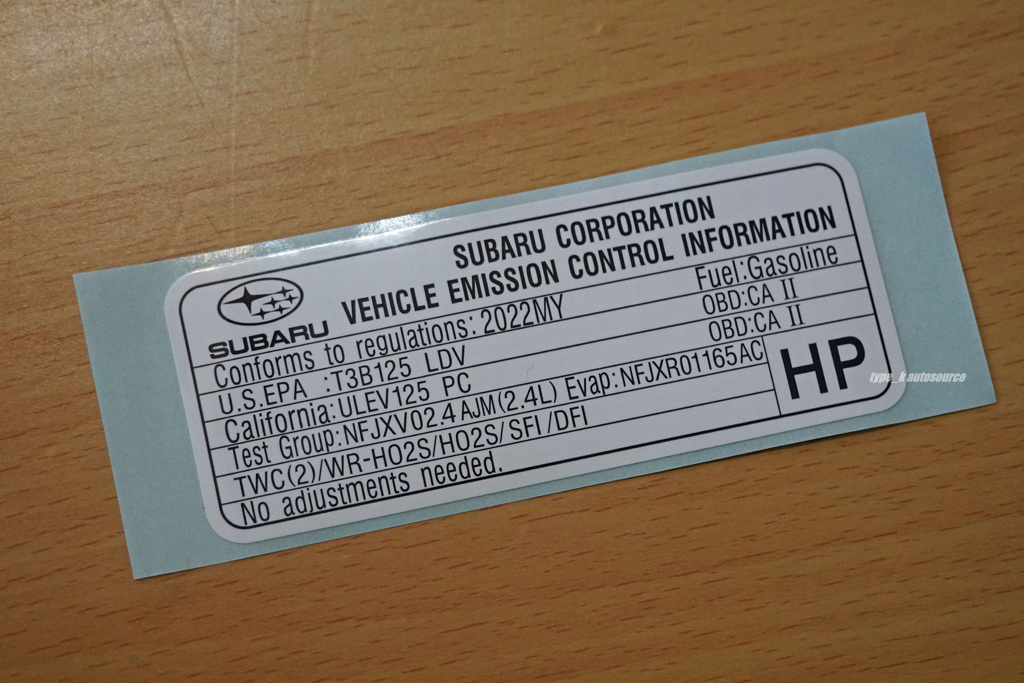 SUBARU CORPORATION
SUBARU VEHICLE EMISSION CONTROL INFORMATION
Conforms to regulations: 2022MY Fuel:Gasoline
U.S.EPA :T3B125 LDV OBD:CA II
California:ULEV125 PC OBD:CA II
Test Group:NFJXV02.4AJM(2.4L) Evap:NFJXR01165AC
TWC(2)/WR-HO2S/HO2S/SFI/DFI
No adjustments needed.
HP
type_k autosource